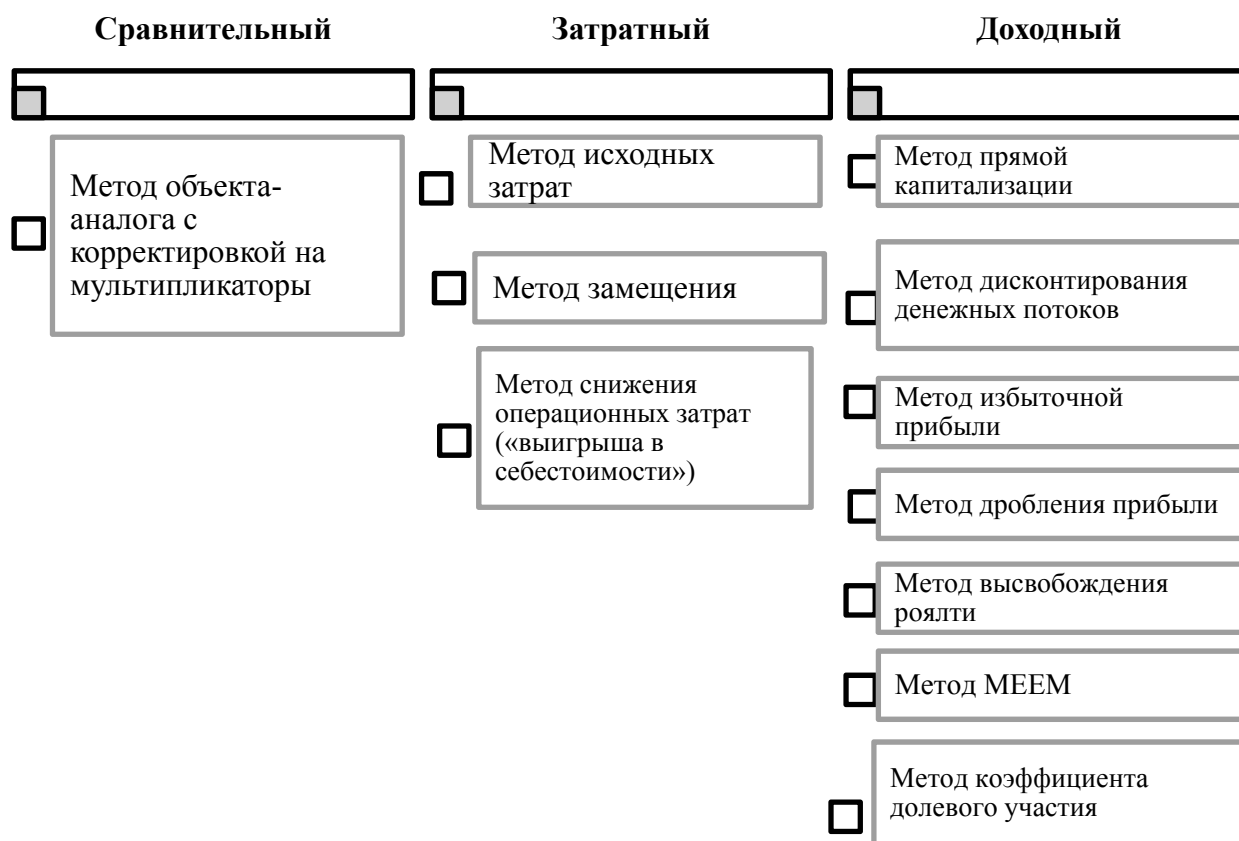 Сравнительный
Метод объекта-
аналога с
корректировкой на
мультипликаторы
Затратный
Метод исходных
затрат
Метод замещения
Метод снижения
операционных затрат
(«выигрыша в
себестоимости»)
Доходный
Метод прямой
капитализации
Метод дисконтирования
денежных потоков
Метод избыточной
прибыли
Метод дробления прибыли
Метод высвобождения
роялти
Метод МЕЕМ
Метод коэффициента
долевого участия